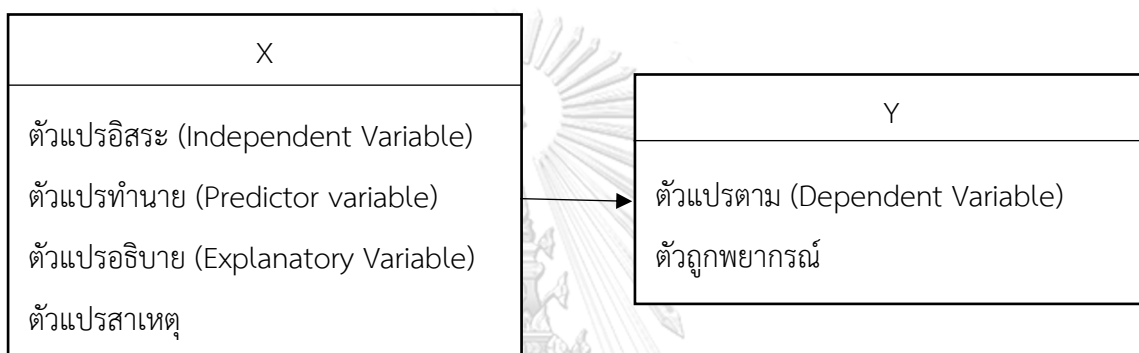 X
ตัวแปรอิสระ (Independent Variable)
ตัวแปรทำนาย (Predictor variable)
ตัวแปรอธิบาย (Explanatory Variable)
ตัวแปรสาเหตุ
Y
ตัวแปรตาม (Dependent Variable)
ตัวถูกพยากรณ์